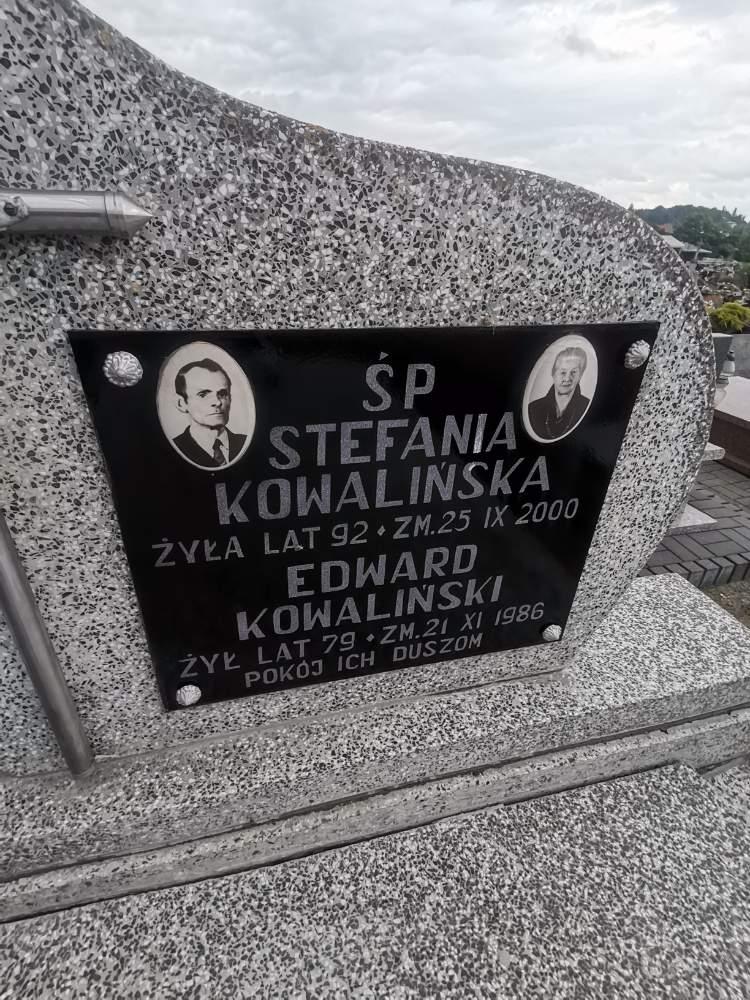 ŚP
STEFANIA
KOWALIŃSKA
ŻYŁA LAT 92 • ZM.25 IX 2000
EDWARD
KOWALIŃSKI
ŻYŁ LAT 79 • ZM.21 XI 1986
POKÓJ ICH DUSZOM